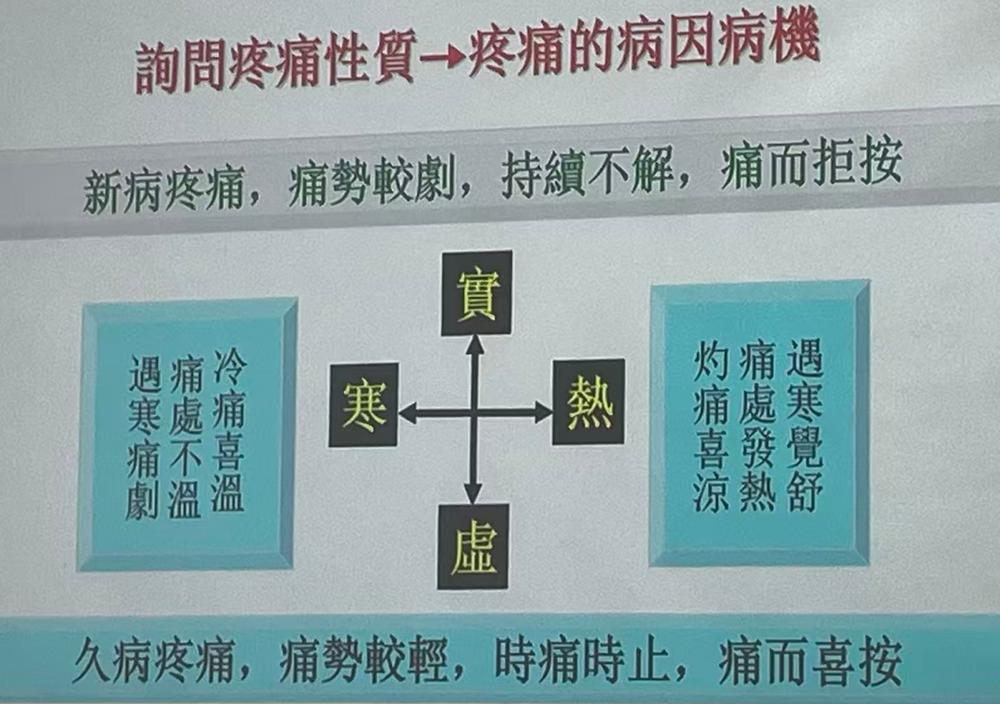 詢問疼痛性質→疼痛的病因病機
新病疼痛，痛勢較劇，持續不解，痛而拒按
實
冷痛喜溫
痛處不溫
遇寒痛劇
寒
熱
遇寒覺舒
痛處發熱
灼痛喜涼
虛
久病疼痛，痛勢較輕，時痛時止，痛而喜按